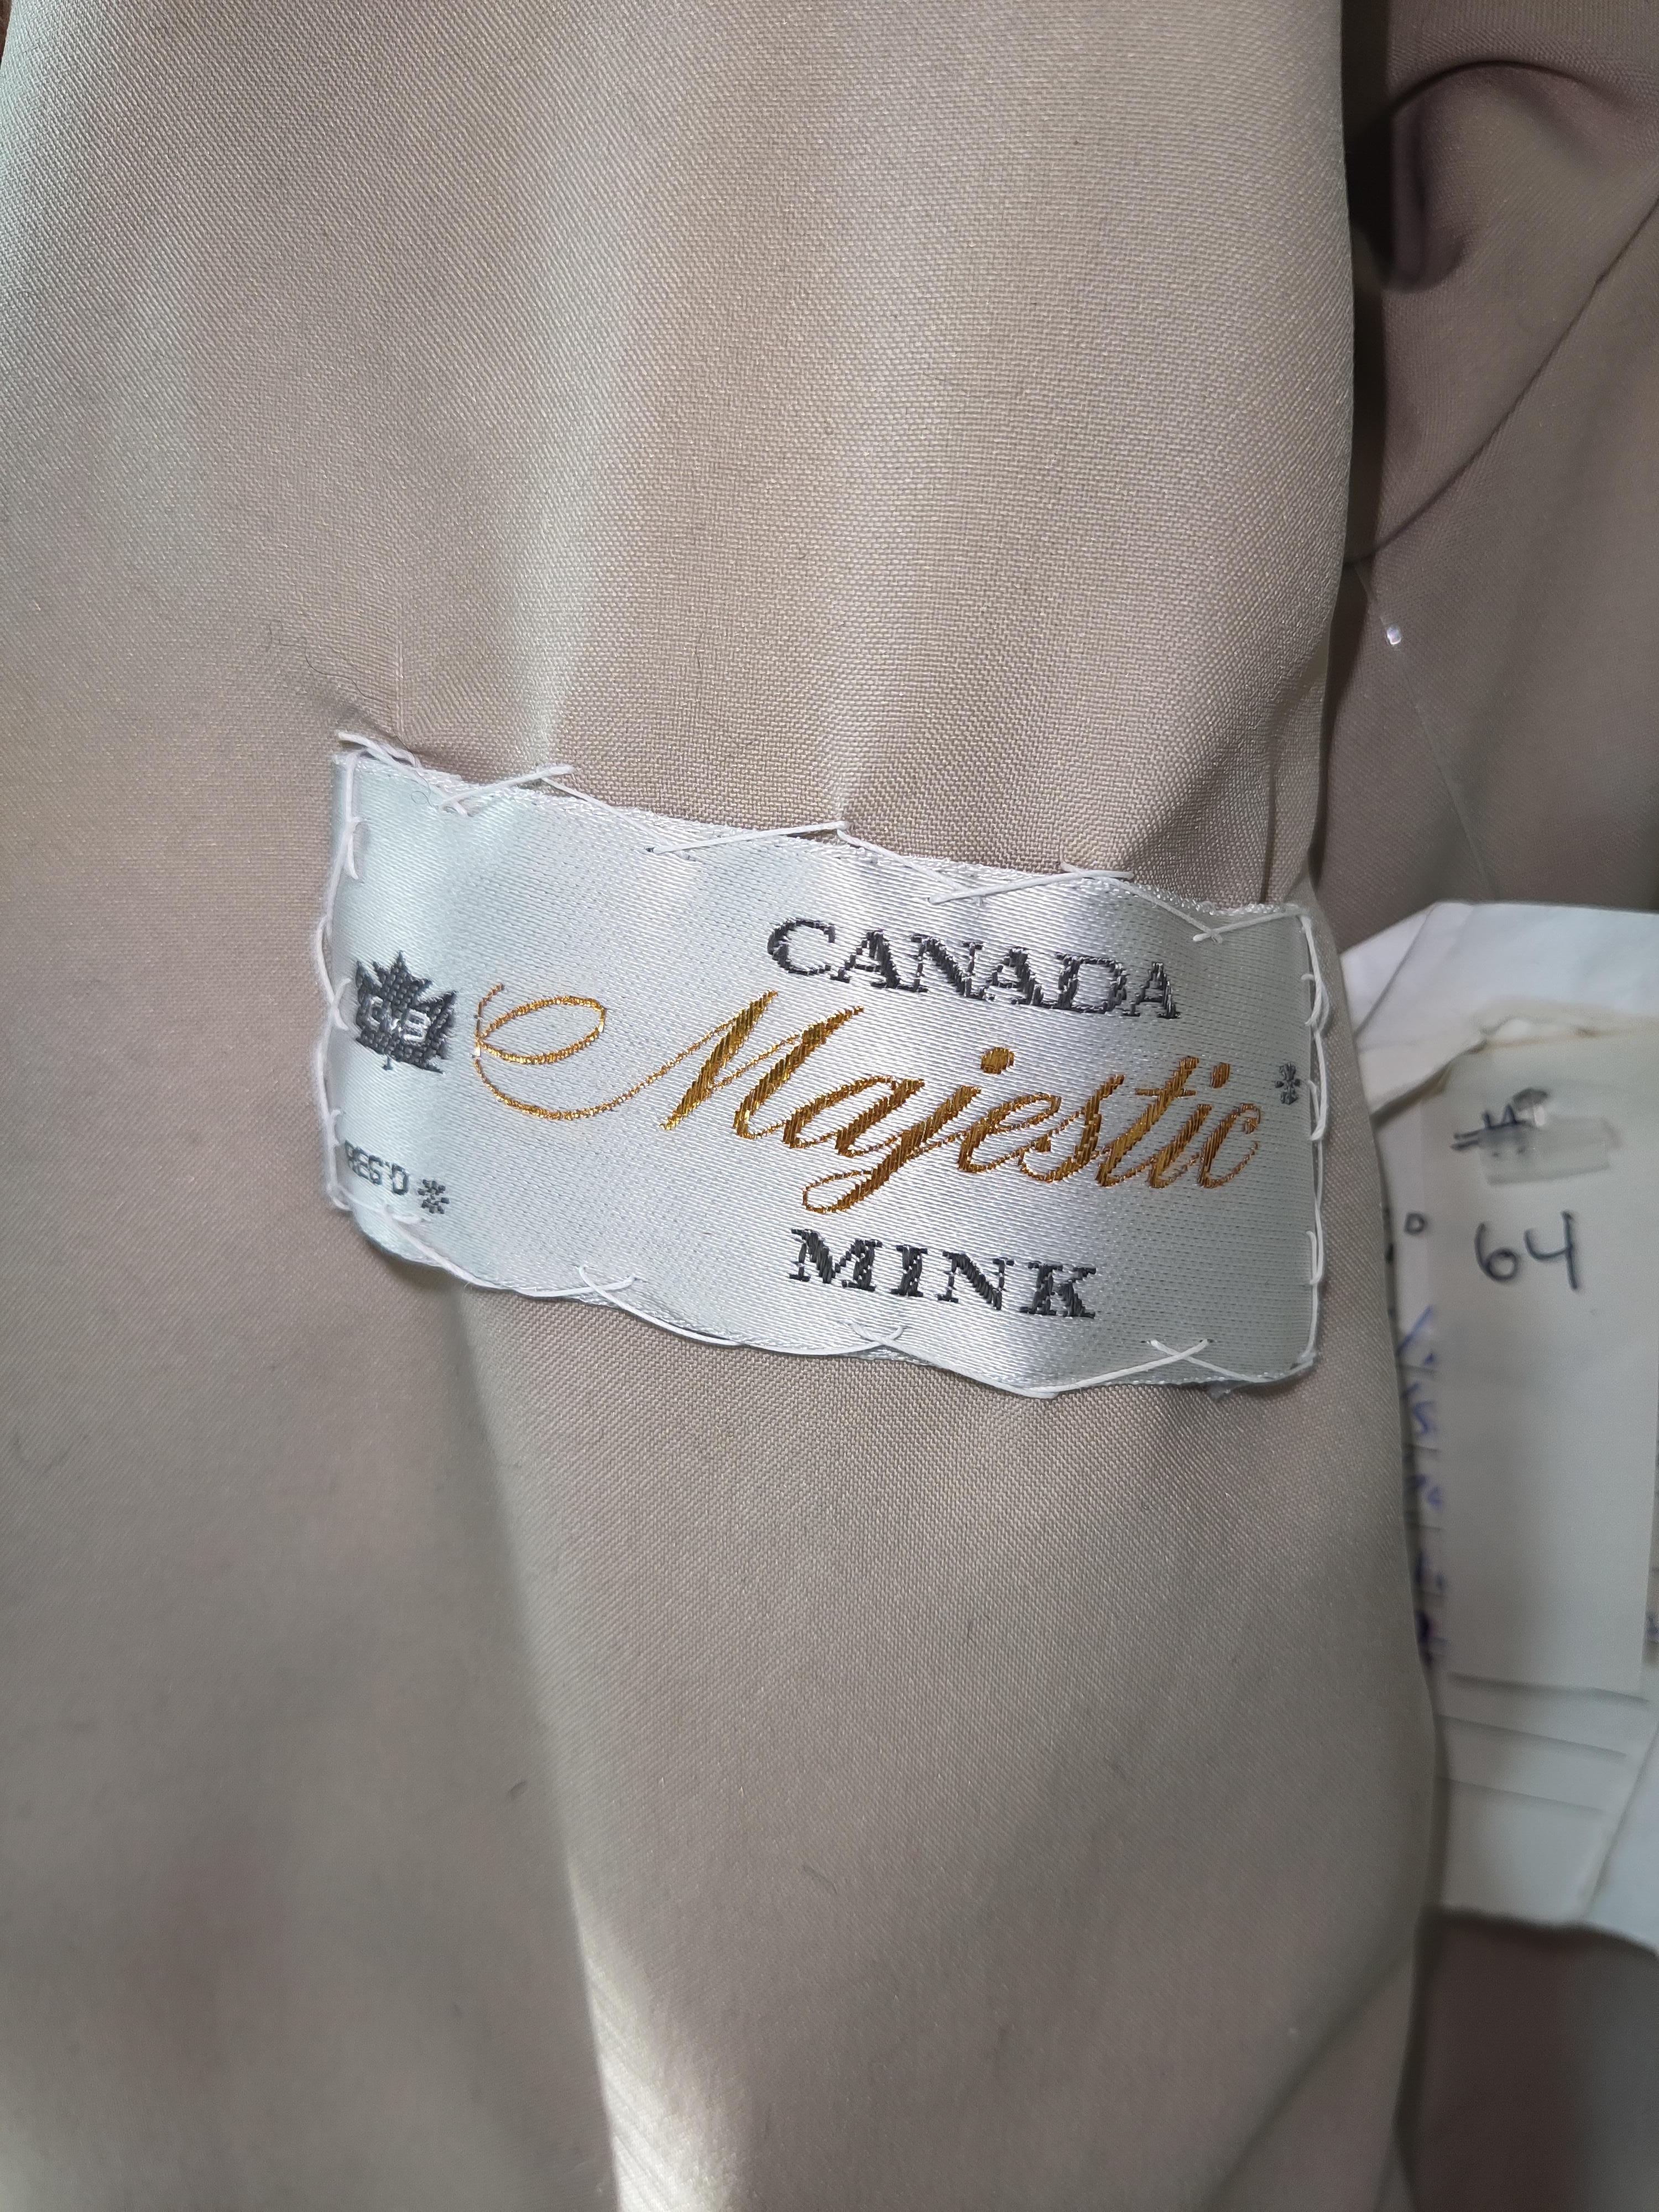 CANADA
Majestic *
CMB
REG'D *
MINK
#
64